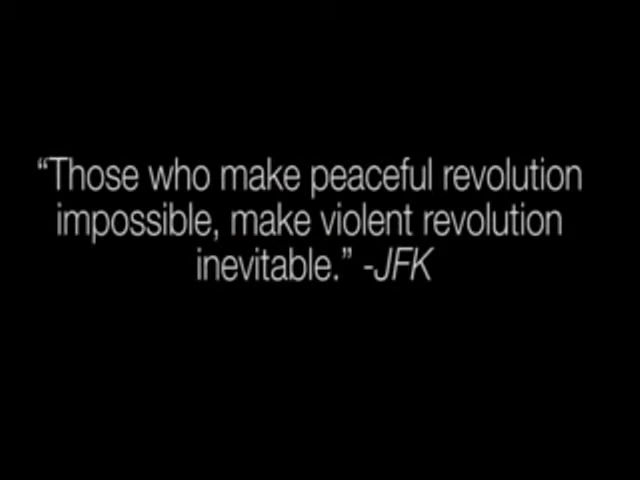 “Those who make peaceful revolution
impossible, make violent revolution
inevitable.” -JFK